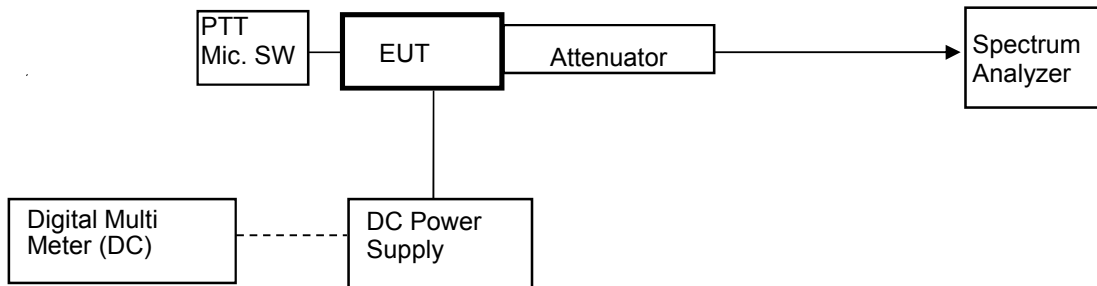 PTT
Mic. SW
EUT
Attenuator
Spectrum
Analyzer
Digital Multi
Meter (DC)
DC Power
Supply